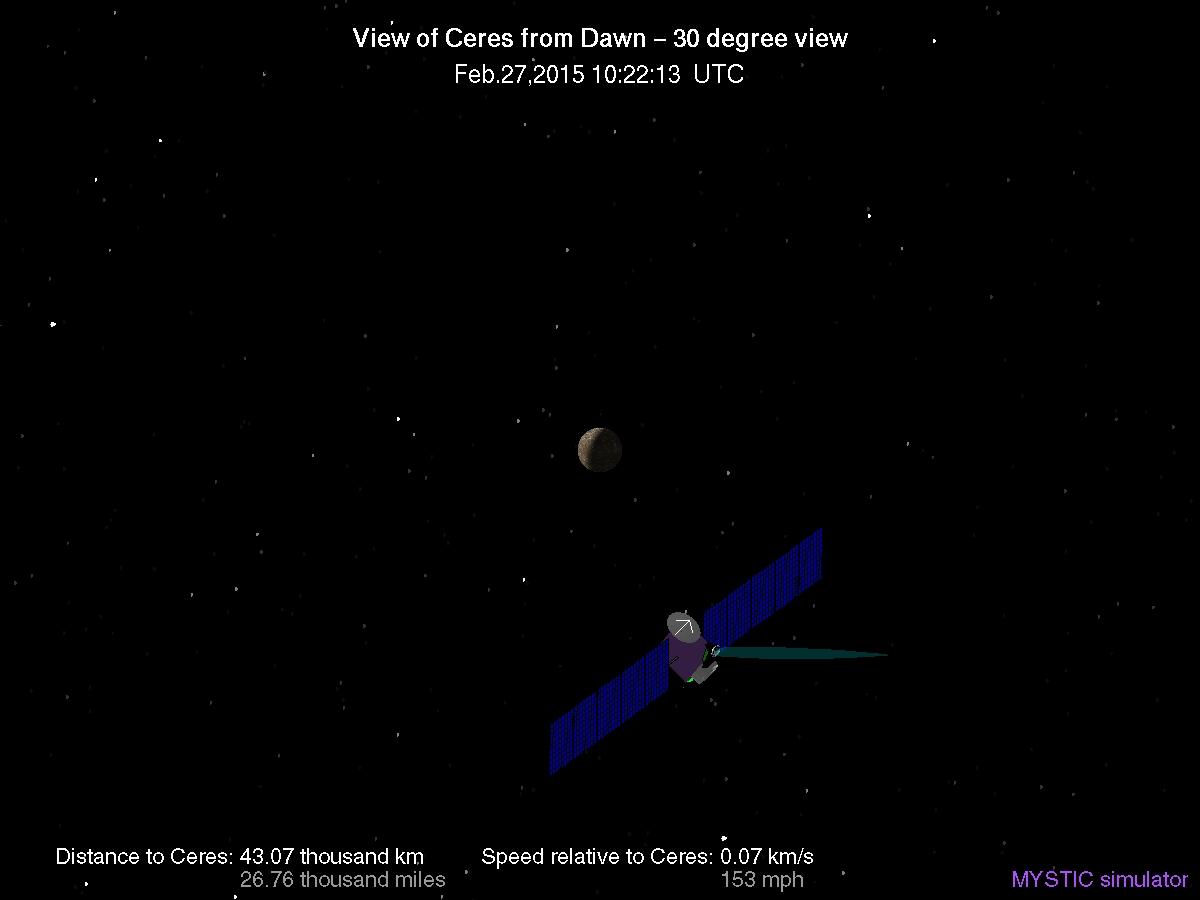 View of Ceres from Dawn – 30 degree view
Feb.27,2015 10:22:13 UTC
Distance to Ceres: 43.07 thousand km Speed relative to Ceres: 0.07 km/s
26.76 thousand miles 153 mph
MYSTIC simulator